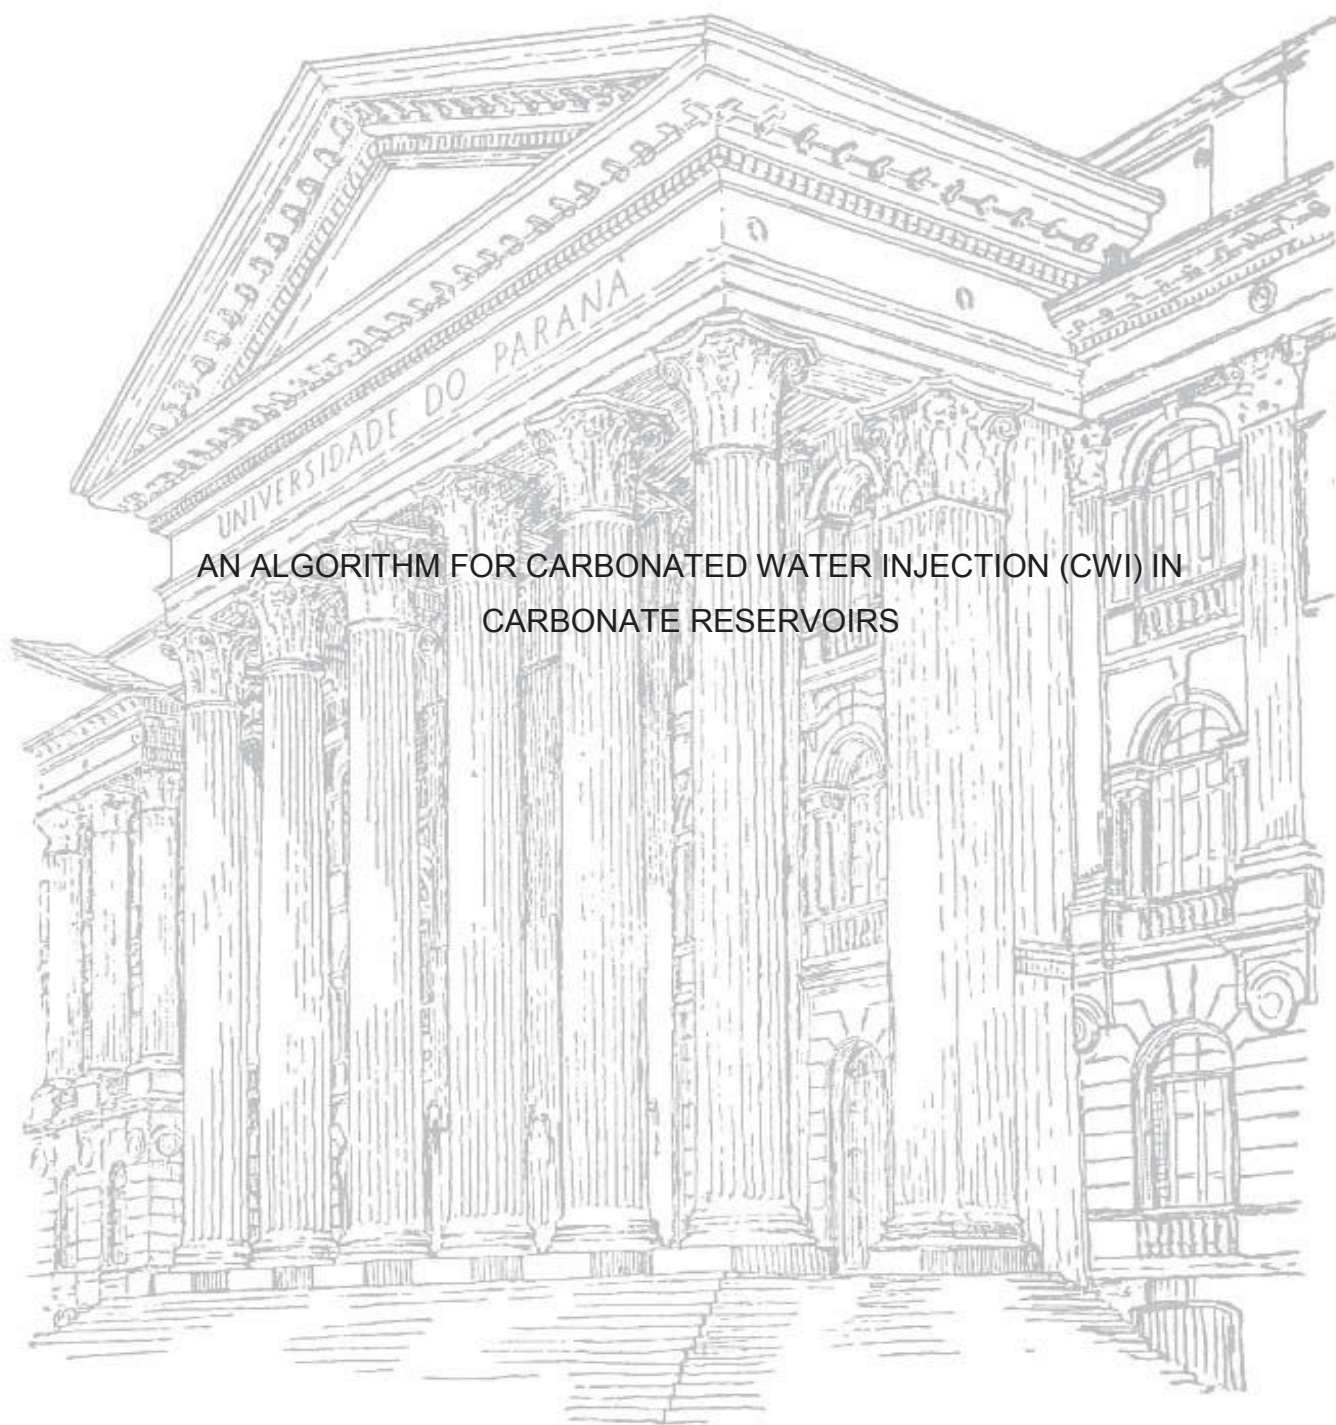 UNIVERSIDADE DO PARANÁ
AN ALGORITHM FOR CARBONATED WATER INJECTION (CWI) IN
CARBONATE RESERVOIRS